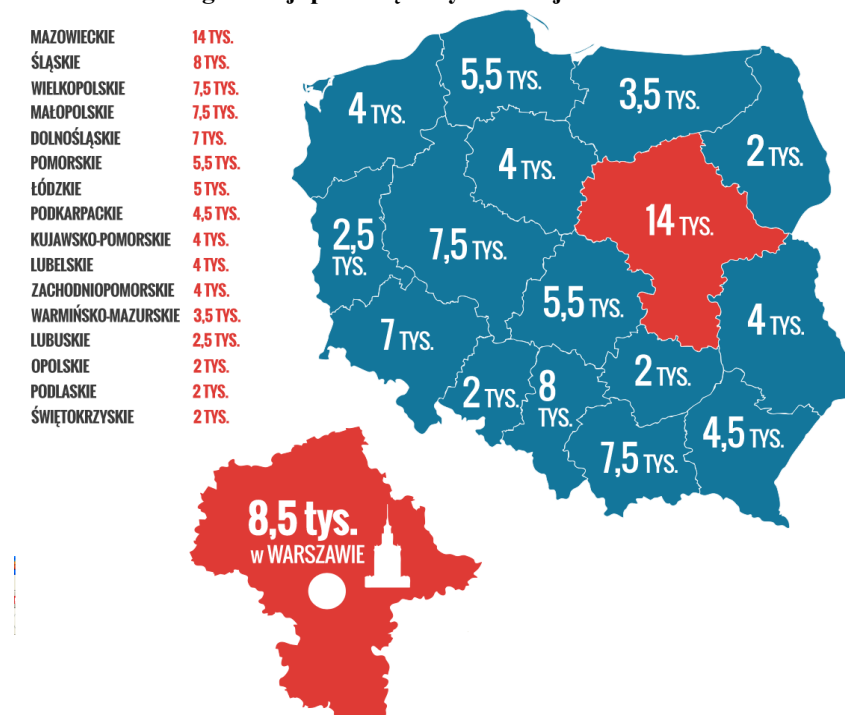 MAZOWIECKIE 14 TYS.
ŚLĄSKIE 8 TYS.
WIELKOPOLSKIE 7,5 TYS.
MAŁOPOLSKIE 7,5 TYS.
DOLNOŚLĄSKIE 7 TYS.
POMORSKIE 5,5 TYS.
ŁÓDZKIE 5 TYS.
PODKARPACKIE 4,5 TYS.
KUJAWSKO-POMORSKIE 4 TYS.
LUBELSKIE 4 TYS.
ZACHODNIOPOMORSKIE 4 TYS.
WARMIŃSKO-MAZURSKIE 3,5 TYS.
LUBUSKIE 2,5 TYS.
OPOLSKIE 2 TYS.
PODLASKIE 2 TYS.
ŚWIĘTOKRZYSKIE 2 TYS.
5,5 TYS.
3,5 TYS.
4 TYS.
4 TYS.
2 TYS.
14 TYS.
2,5
TYS.
7,5 TYS.
5,5 TYS.
4 TYS.
7 TYS.
2 TYS.
2 TYS.
8
TYS.
4,5 TYS.
7,5 TYS.
8,5 tys.
w WARSZAWIE